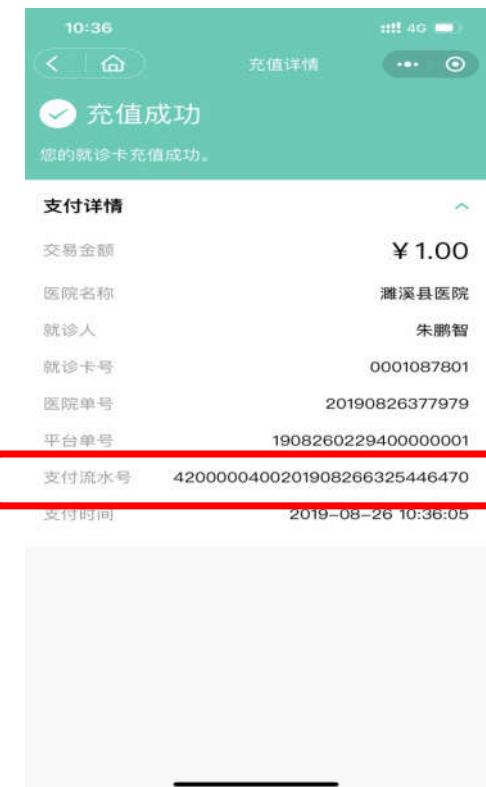 10:36 4G
充值详情
充值成功
您的就诊卡充值成功。
支付详情
交易金额 ¥1.00
医院名称 濉溪县医院
就诊人 朱鹏智
就诊卡号 0001087801
医院单号 20190826377979
平台单号 1908260229400000001
支付流水号 4200000400201908266325446470
支付时间 2019-08-26 10:36:05